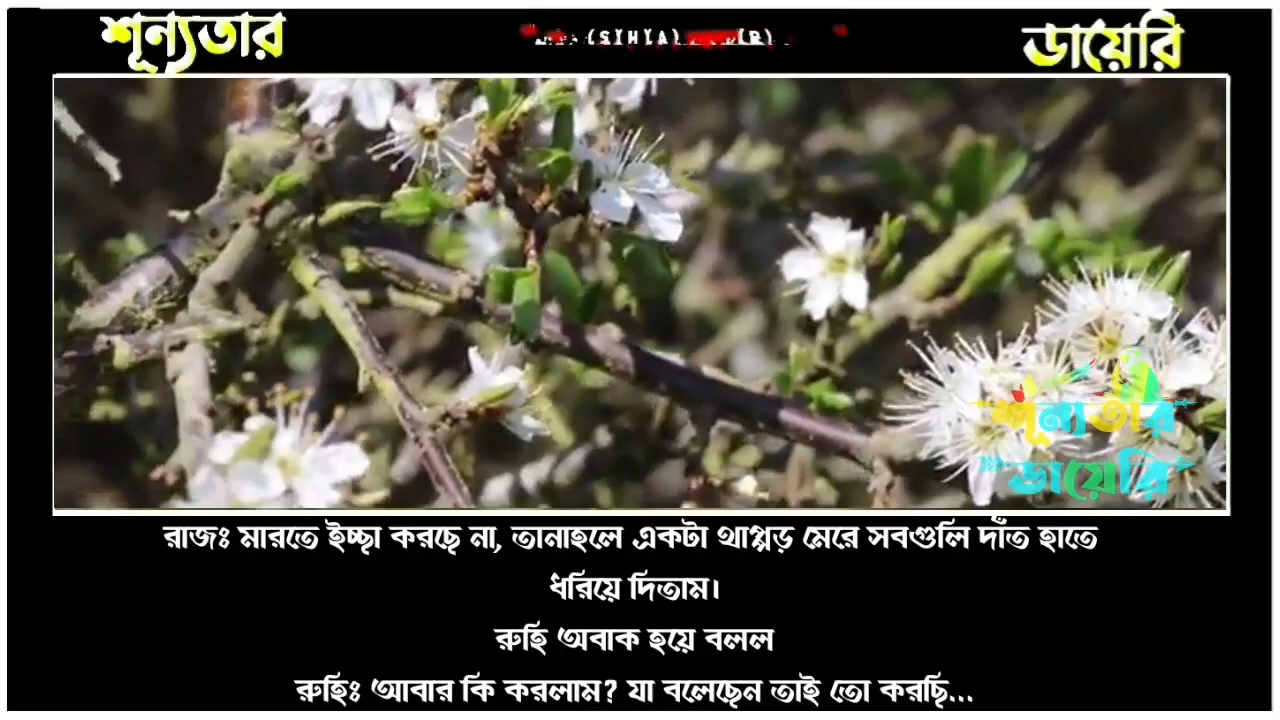 শূন্যতার
ডায়েরি
শূন্যতার
ডায়েরি
রাজঃ মারতে ইচ্ছা করছে না, তানাহলে একটা থাপ্পড় মেরে সবগুলি দাঁত হাতে
ধরিয়ে দিতাম।
রুহি অবাক হয়ে বলল
রুহিঃ আবার কি করলাম? যা বলেছেন তাই তো করছি...